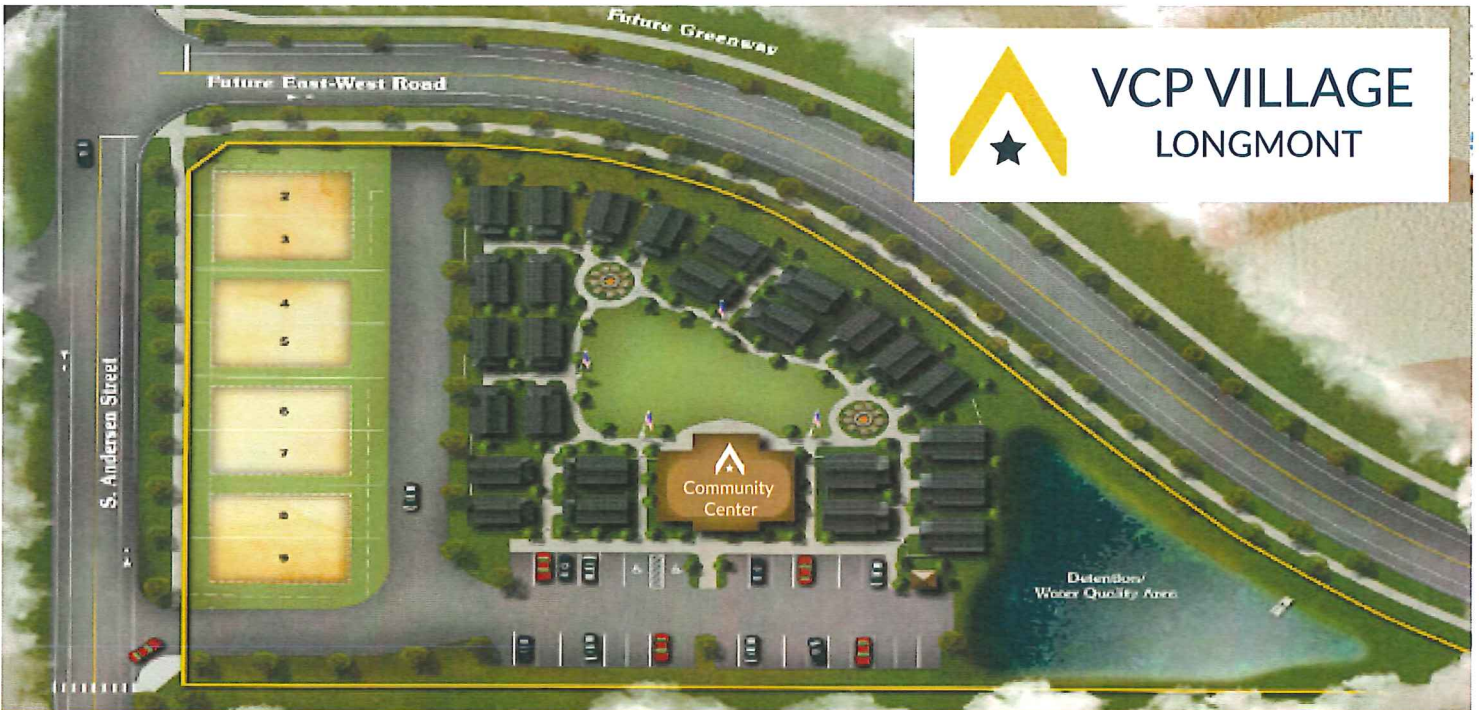 Future Greenway
VCP VILLAGE
LONGMONT
Future East-West Road
S. Andersen Street
2
3
4
5
6
7
8
9
Community
Center
Detention/
Water Quality Area